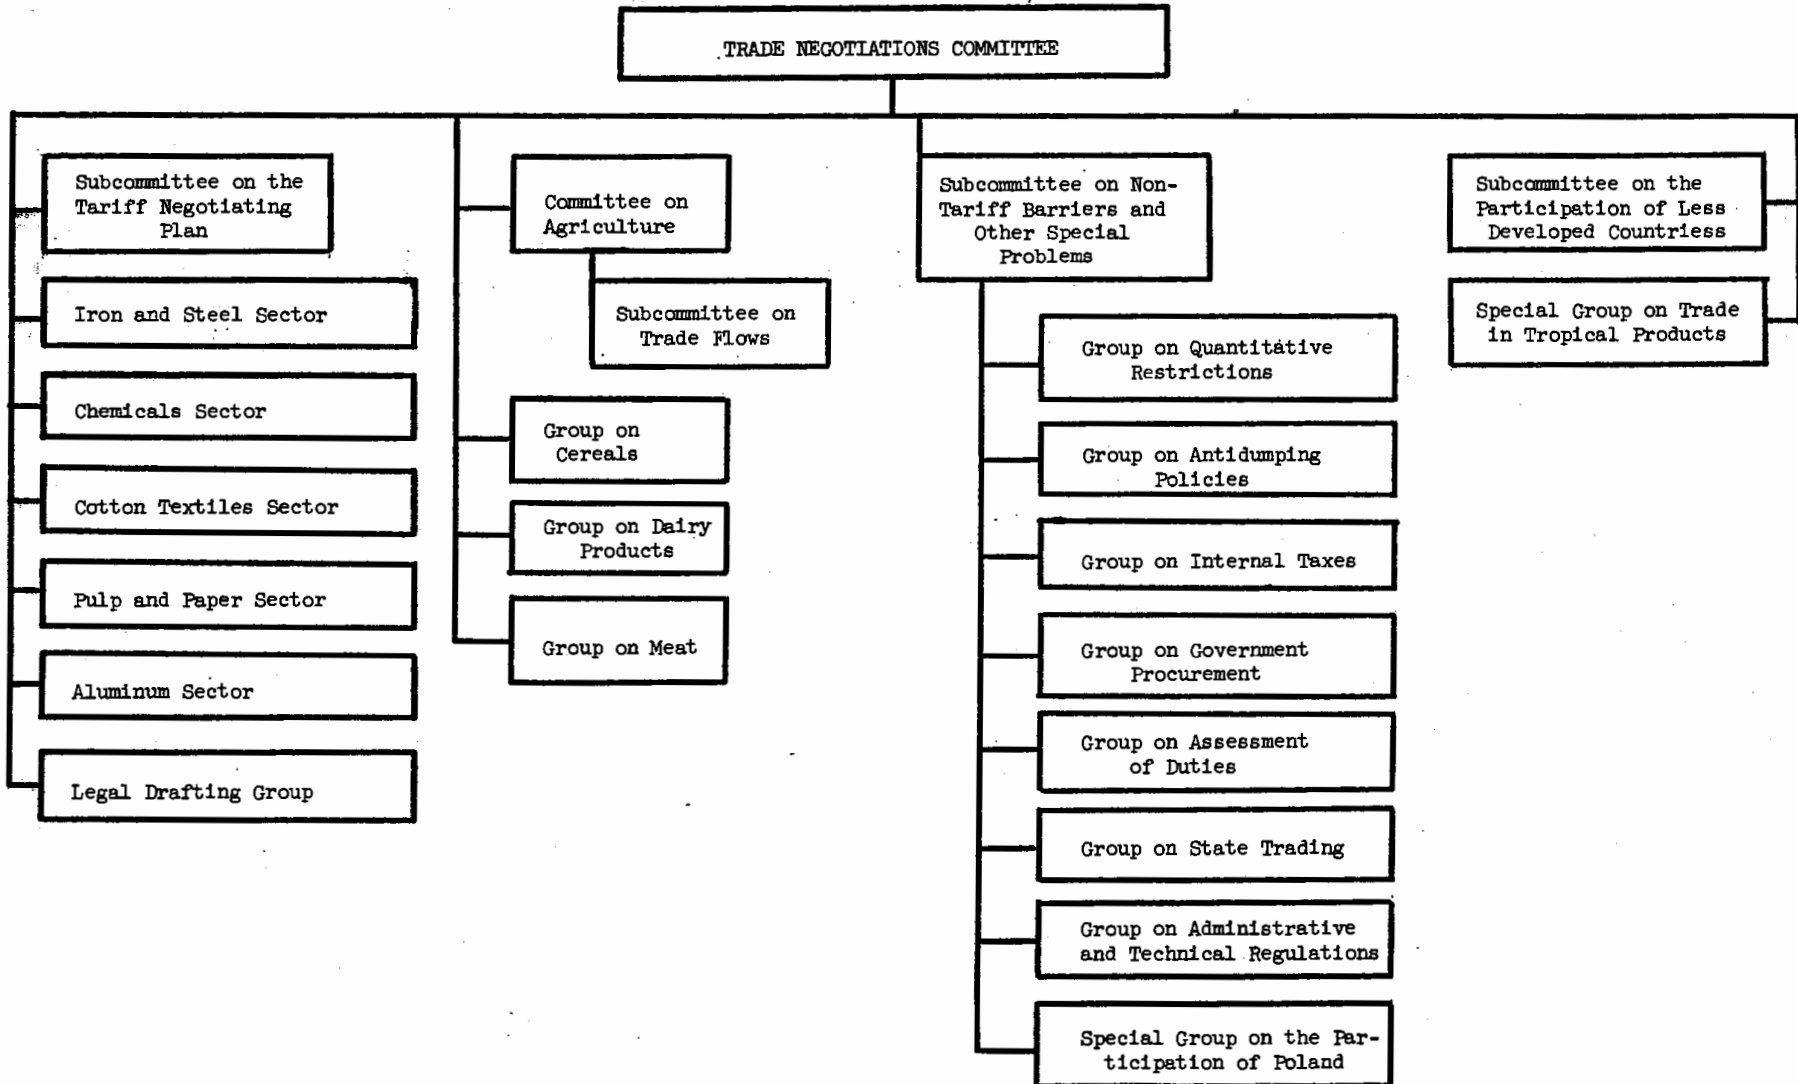 TRADE NEGOTIATIONS COMMITTEE
Subcommittee on the
Tariff Negotiating
Plan
Iron and Steel Sector
Chemicals Sector
Cotton Textiles Sector
Pulp and Paper Sector
Aluminum Sector
Legal Drafting Group
Committee on
Agriculture
Subcommittee on
Trade Flows
Group on
Cereals
Group on Dairy
Products
Group on Meat
Subcommittee on Non-
Tariff Barriers and
Other Special
Problems
Group on Quantitative
Restrictions
Group on Antidumping
Policies
Group on Internal Taxes
Group on Government
Procurement
Group on Assessment
of Duties
Group on State Trading
Group on Administrative
and Technical Regulations
Special Group on the Par-
ticipation of Poland
Subcommittee on the
Participation of Less
Developed Countriess
Special Group on Trade
in Tropical Products